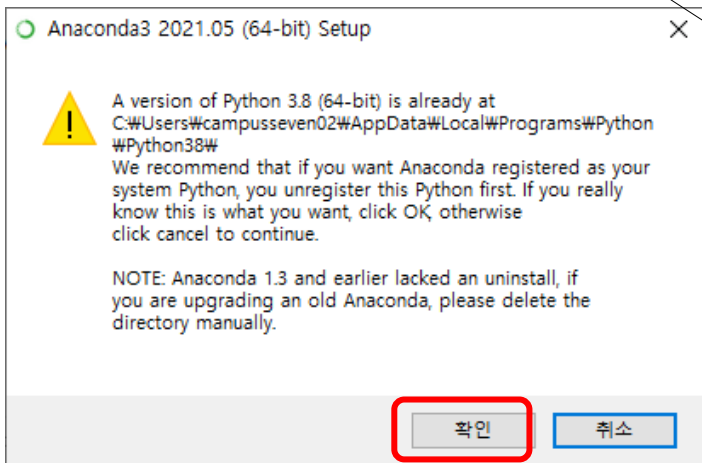 Anaconda3 2021.05 (64-bit) Setup
A version of Python 3.8 (64-bit) is already at
C:₩Users₩campusseven02₩AppData₩Local₩Programs₩Python
₩Python38₩
We recommend that if you want Anaconda registered as your
system Python, you unregister this Python first. If you really
know this is what you want, click OK, otherwise
click cancel to continue.
NOTE: Anaconda 1.3 and earlier lacked an uninstall, if
you are upgrading an old Anaconda, please delete the
directory manually.
확인
취소